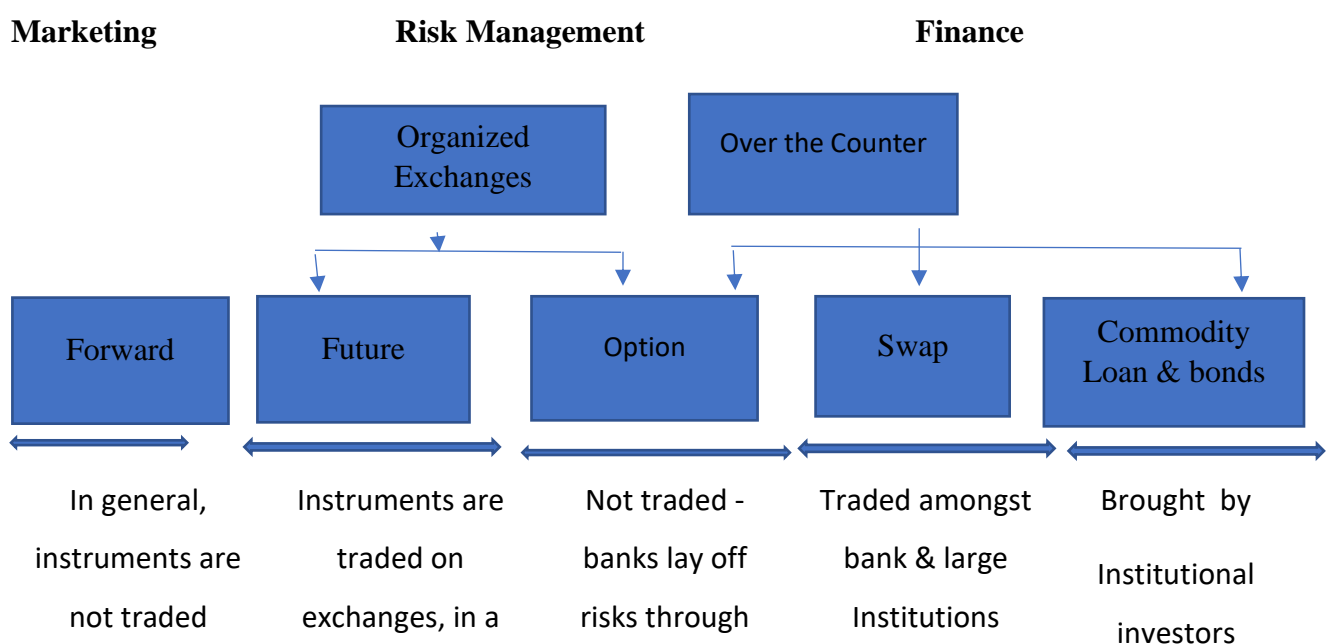 Marketing Risk Management Finance
Organized
Exchanges
Over the Counter
Forward
Future
Option
Swap
Commodity
Loan & bonds
In general,
instruments are
not traded
Instruments are
traded on
exchanges, in a
Not traded -
banks lay off
risks through
Traded amongst
bank & large
Institutions
Brought by
Institutional
investors